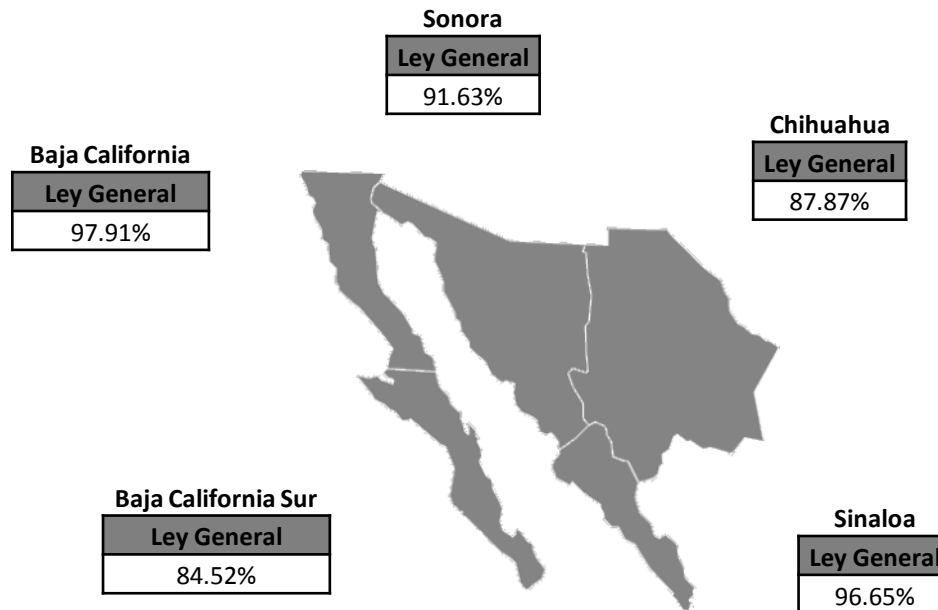 Sonora
Ley General
91.63%
Chihuahua
Ley General
87.87%
Baja California
Ley General
97.91%
Baja California Sur
Ley General
84.52%
Sinaloa
Ley General
96.65%